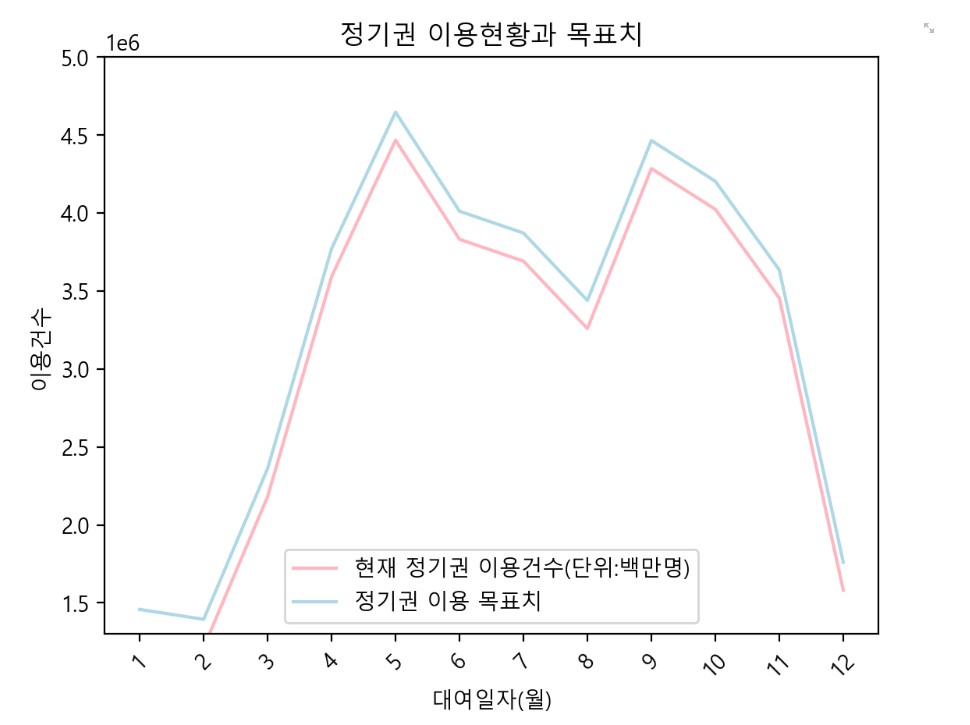 정기권 이용현황과 목표치
1e6
5.0
4.5
4.0
3.5
3.0
2.5
2.0
1.5
이용건수
현재 정기권 이용건수(단위:백만명)
정기권 이용 목표치
1 2 3 4 5 6 7 8 9 10 11 12
대여일자(월)